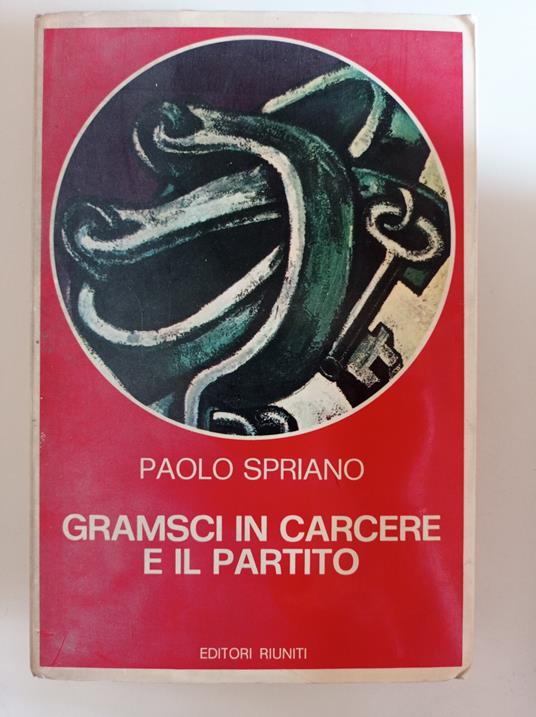 PAOLO SPRIANO
GRAMSCI IN CARCERE
E IL PARTITO
EDITORI RIUNITI